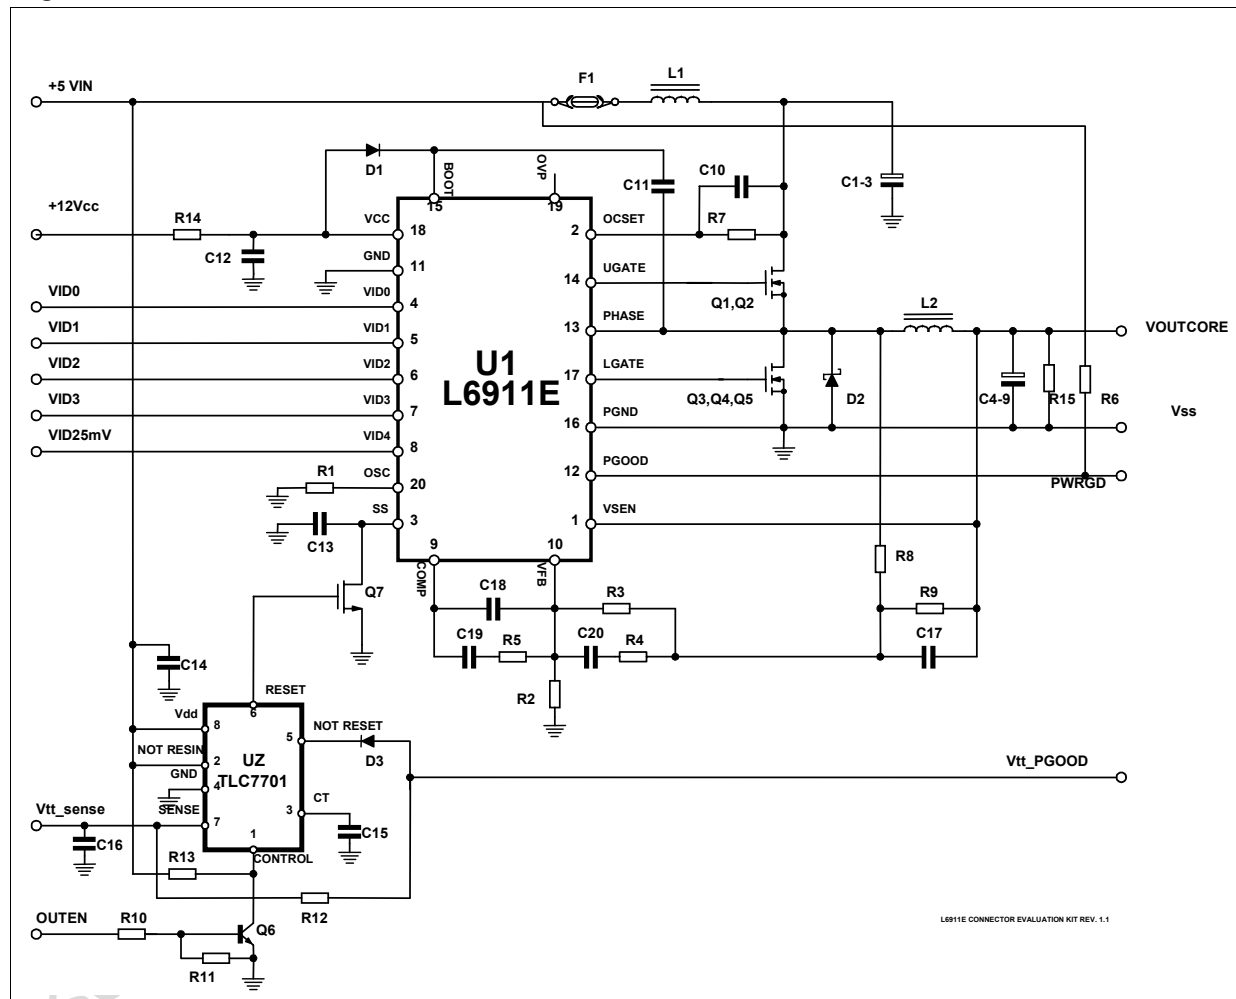 F1
L1
+5 VIN
D1
BOOT
15
OVP
19
C11
C10
C1-3
+12Vcc
R14
C12
VCC
18
2
OCSET
R7
GND
11
14
UGATE
Q1,Q2
VID0
VID0
4
13
PHASE
L2
VOUTCORE
VID1
VID1
5
U1
L6911E
VID2
VID2
6
17
LGATE
Q3,Q4,Q5
D2
C4-9
R15
R6
VID3
VID3
7
16
PGND
Vss
VID25mV
VID4
8
12
PGOOD
PWRGD
R1
OSC
20
C13
SS
3
1
VSEN
9
COMP
10
VFB
R8
Q7
C18
R3
R9
C19
R5
C20
R4
C17
C14
R2
RESET
6
Vdd
8
NOT RESET
5
D3
UZ
TLC7701
NOT RESIN
2
GND
4
Vtt_PGOOD
Vtt_sense
SENSE
7
CT
3
C15
C16
1
CONTROL
R13
R12
OUTEN
R10
Q6
R11
L6911E CONNECTOR EVALUATION KIT REV. 1.1